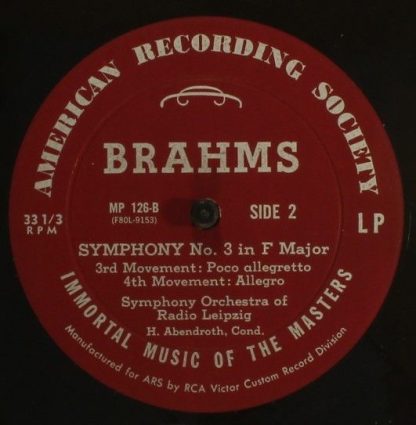 AMERICAN RECORDING SOCIETY
BRAHMS
MP 126-B
(F80L-9153)
SIDE 2
33 1/3
RPM
LP
SYMPHONY No. 3 in F Major
3rd Movement: Poco allegretto
4th Movement: Allegro
Symphony Orchestra of
Radio Leipzig
H. Abendroth, Cond.
IMMORTAL MUSIC OF THE MASTERS
Manufactured for ARS by RCA Victor Custom Record Division